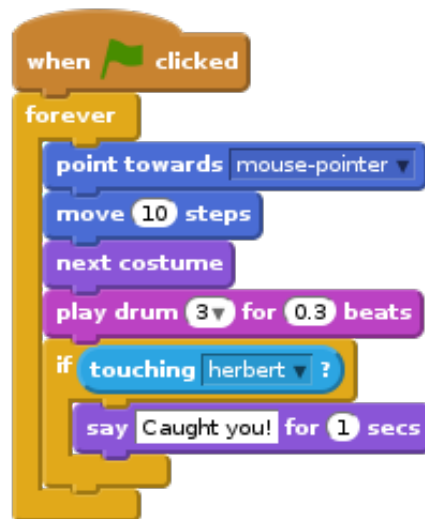 when clicked
forever
point towards mouse-pointer
move 10 steps
next costume
play drum 3 for 0.3 beats
if touching herbert ?
say Caught you! for 1 secs